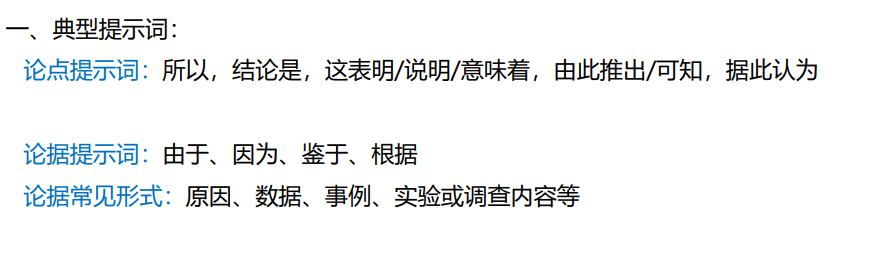 一、典型提示词：
论点提示词：所以，结论是，这表明/说明/意味着，由此推出/可知，据此认为
论据提示词：由于、因为、鉴于、根据
论据常见形式：原因、数据、事例、实验或调查内容等